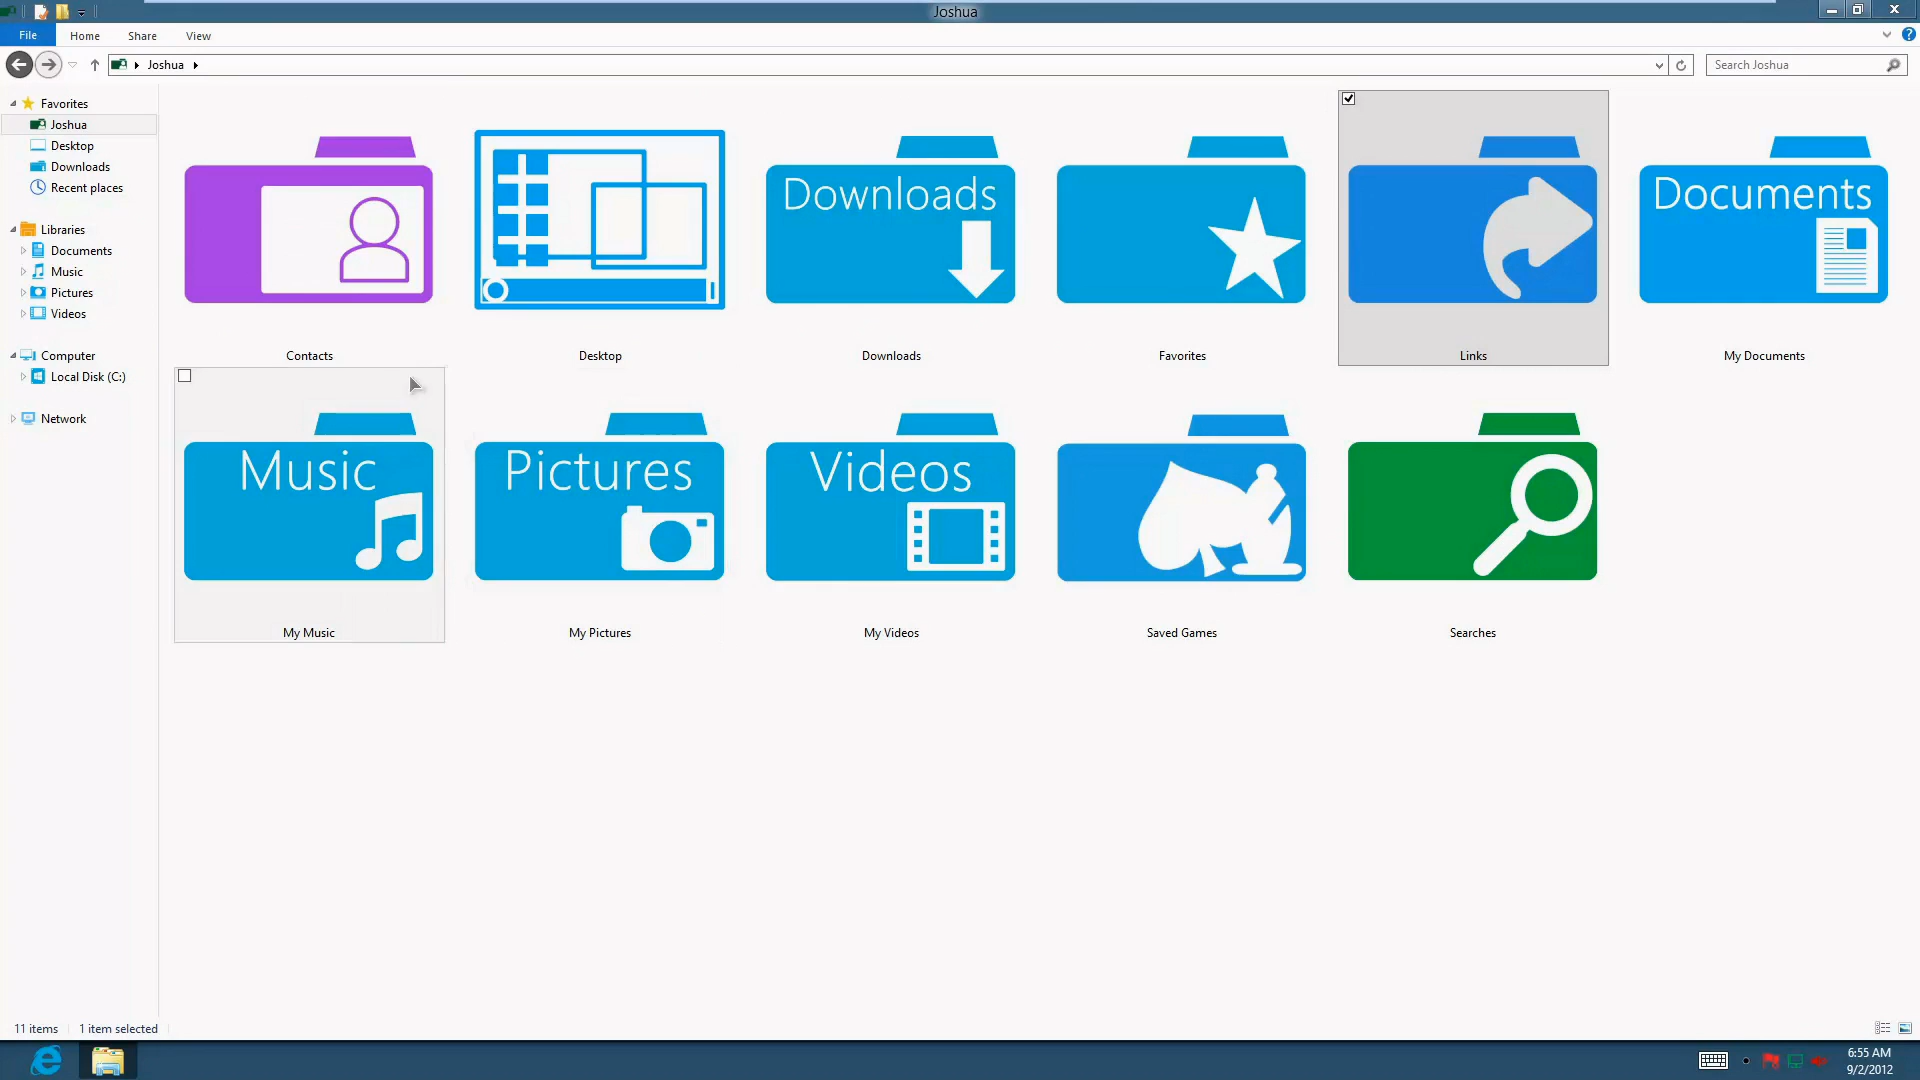 Joshua
File Home Share View
Joshua
Search Joshua
Favorites
Joshua
Desktop
Downloads
Recent places
Libraries
Documents
Music
Pictures
Videos
Computer
Local Disk (C:)
Network
Downloads
Documents
Contacts Desktop Downloads Favorites Links My Documents
Music Pictures Videos
My Music My Pictures My Videos Saved Games Searches
11 items 1 item selected
6:55 AM
9/2/2012